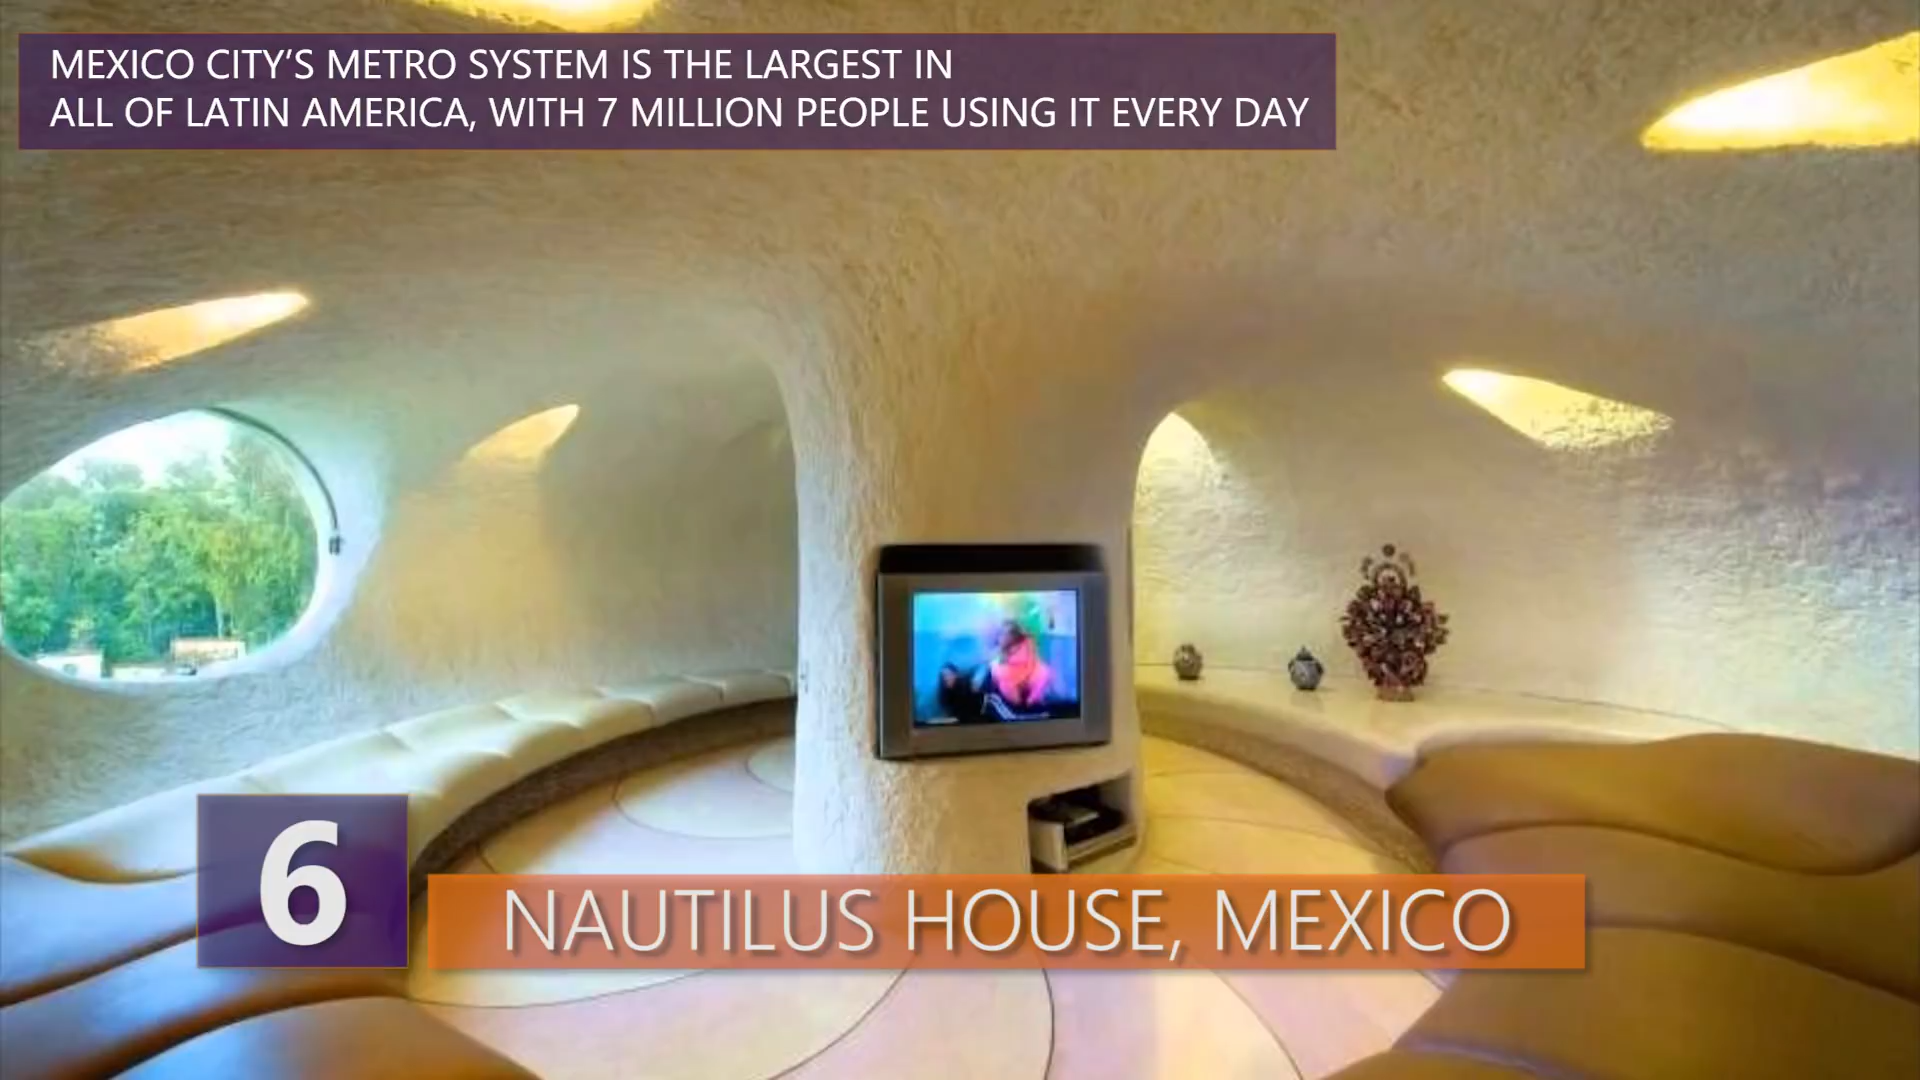 MEXICO CITY'S METRO SYSTEM IS THE LARGEST IN
ALL OF LATIN AMERICA, WITH 7 MILLION PEOPLE USING IT EVERY DAY
6
NAUTILUS HOUSE, MEXICO